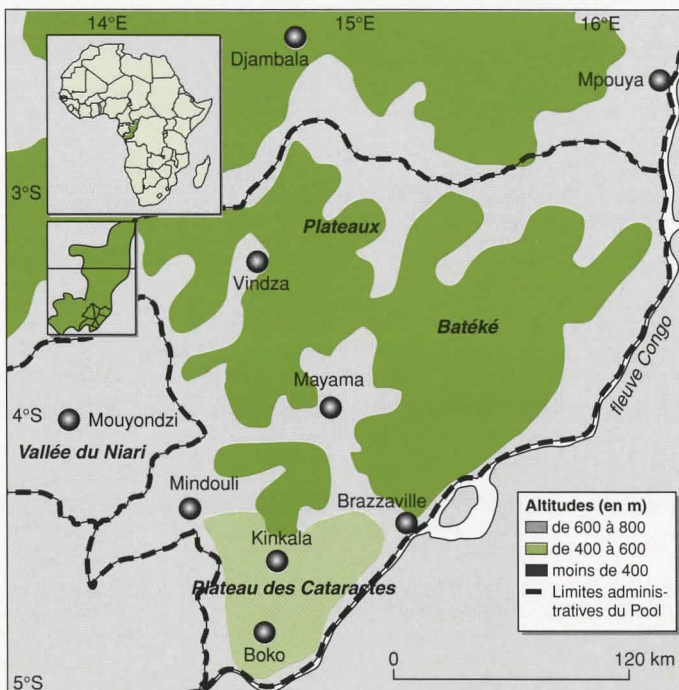 14°E
15°E
16°E
Djambala
Mpouya
3°S
Plateaux
Vindza
Batéké
fleuve Congo
Mayama
4°S
Mouyondzi
Vallée du Niari
Mindouli
Brazzaville
Kinkala
Plateau des Cataractes
Boko
5°S
Altitudes (en m)
de 600 à 800
de 400 à 600
moins de 400
Limites adminis-
tratives du Pool
0 120 km